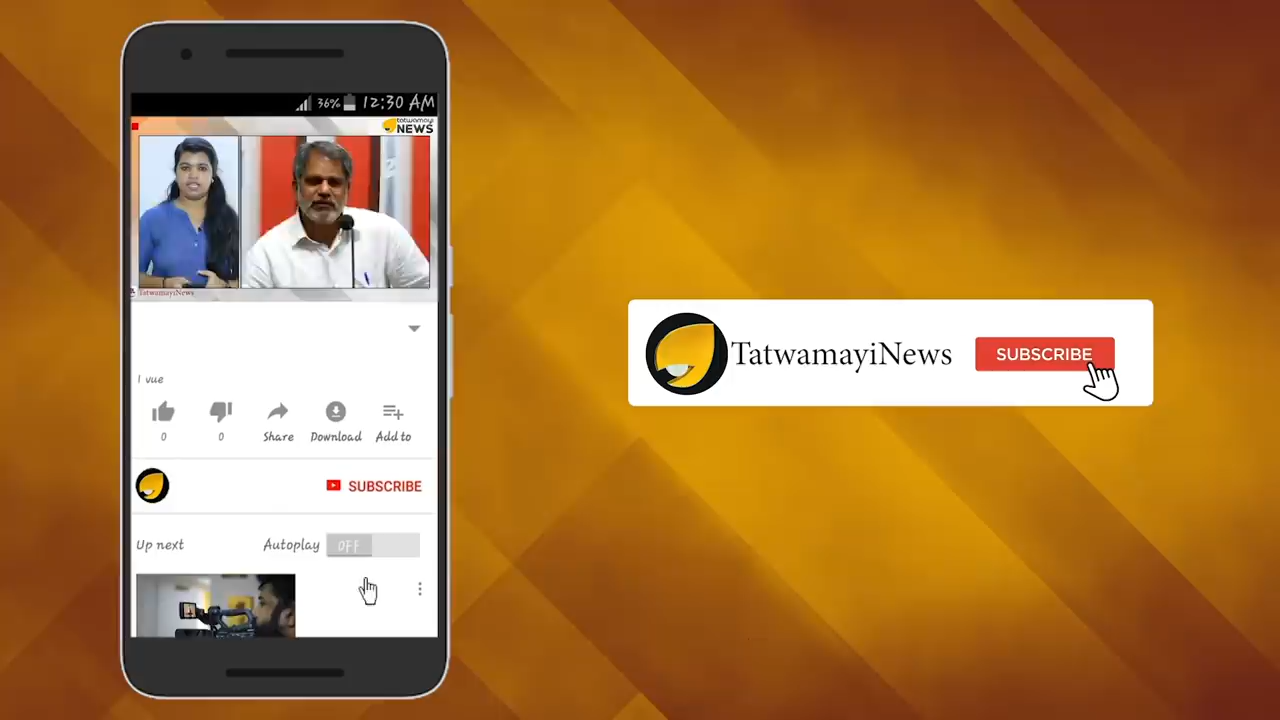 36% 12:30 AM
tatwamayi
NEWS
TatwamayiNews
1 vue
0 0 Share Download Add to
SUBSCRIBE
Up next Autoplay OFF
TatwamayiNews SUBSCRIBE